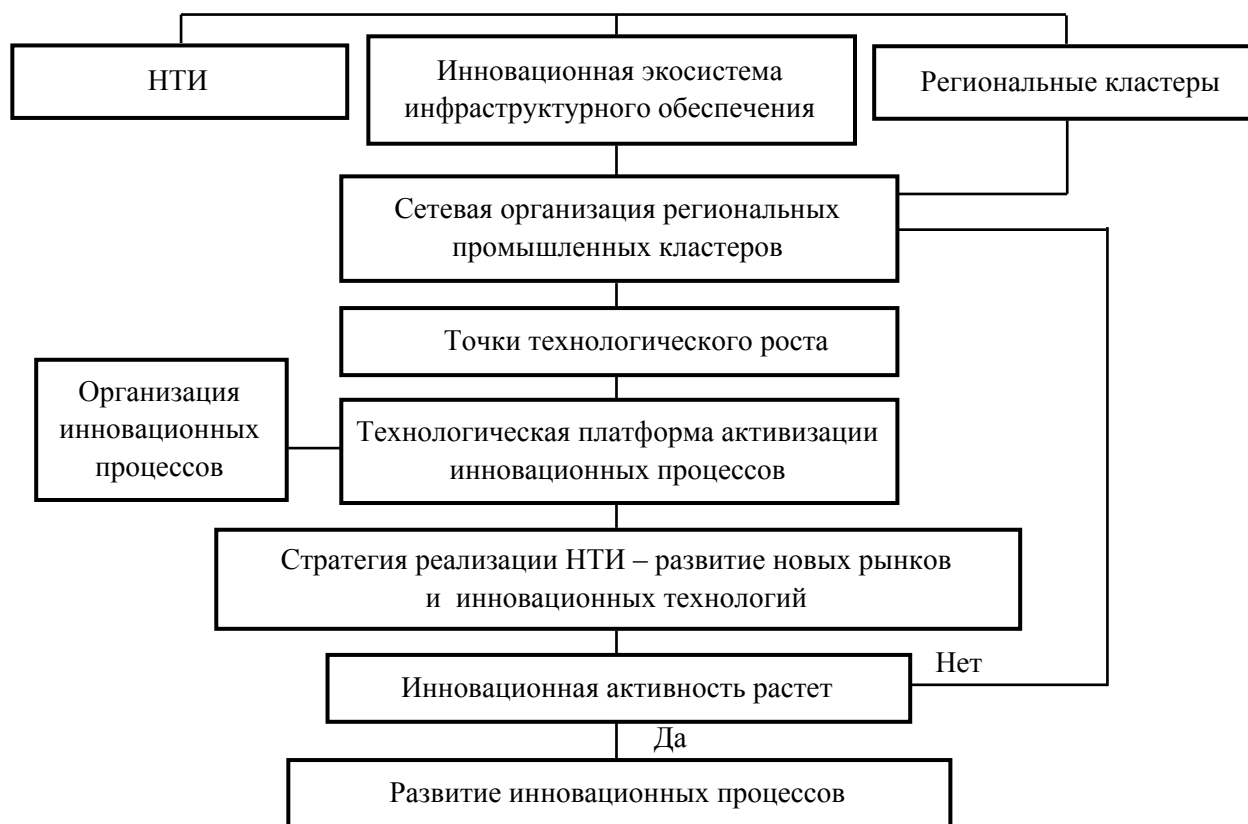 НТИ
Инновационная экосистема
инфраструктурного обеспечения
Региональные кластеры
Сетевая организация региональных
промышленных кластеров
Точки технологического роста
Организация
инновационных
процессов
Технологическая платформа активизации
инновационных процессов
Стратегия реализации НТИ – развитие новых рынков
и инновационных технологий
Инновационная активность растет
Нет
Да
Развитие инновационных процессов